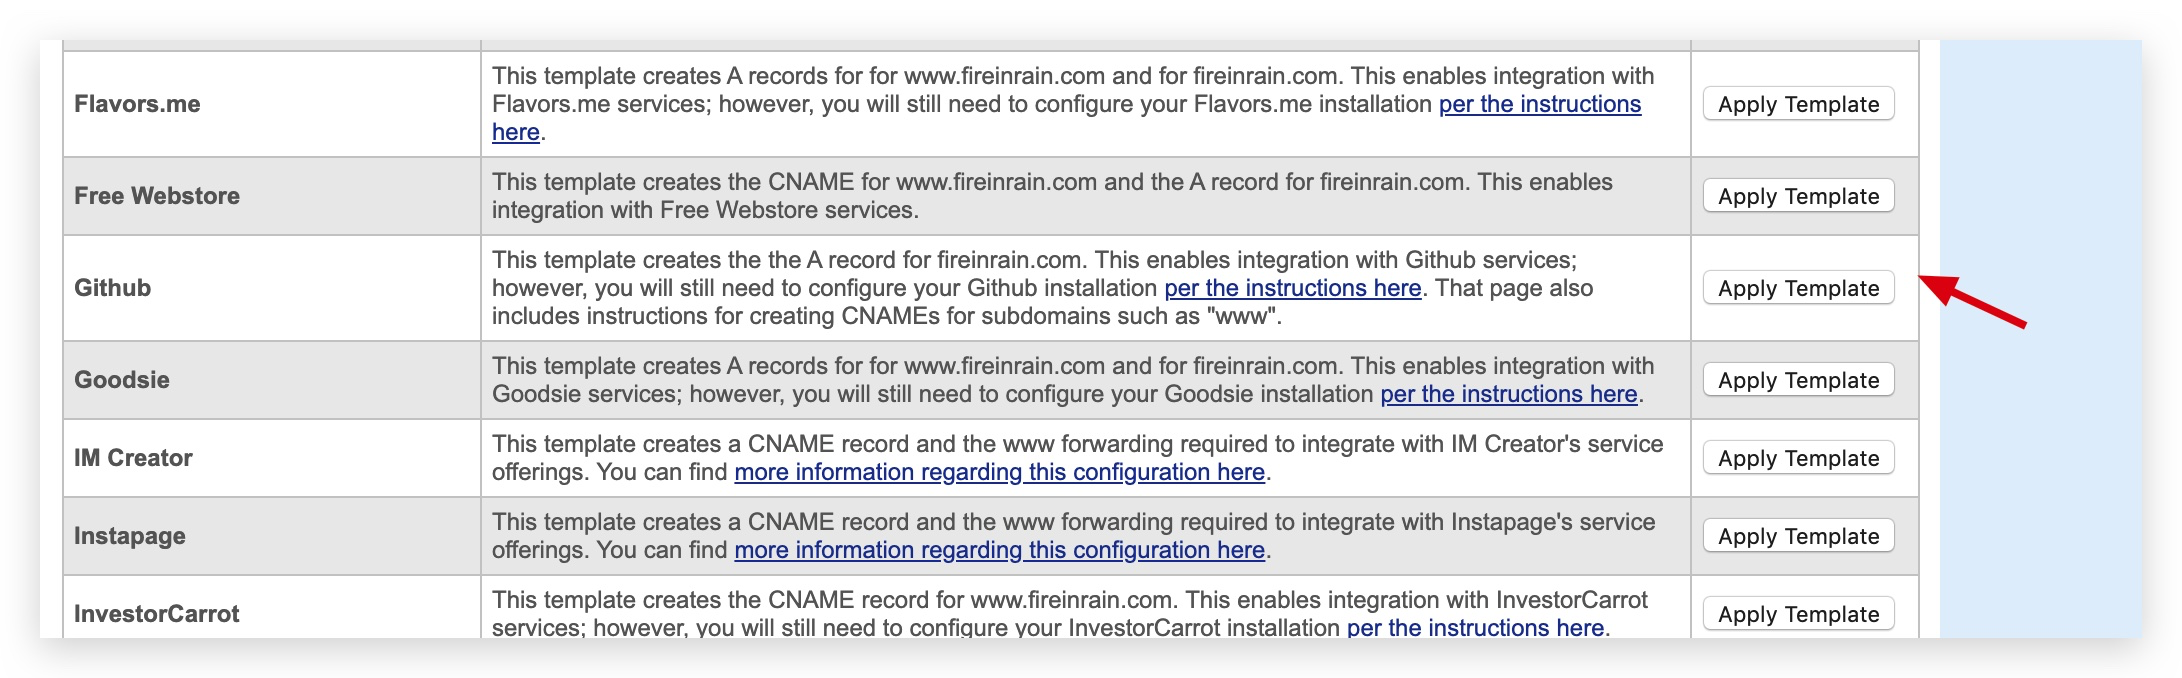 Flavors.me
This template creates A records for for www.fireinrain.com and for fireinrain.com. This enables integration with
Flavors.me services; however, you will still need to configure your Flavors.me installation per the instructions
here.
Apply Template
Free Webstore
This template creates the CNAME for www.fireinrain.com and the A record for fireinrain.com. This enables
integration with Free Webstore services.
Apply Template
Github
This template creates the the A record for fireinrain.com. This enables integration with Github services;
however, you will still need to configure your Github installation per the instructions here. That page also
includes instructions for creating CNAMEs for subdomains such as "www".
Apply Template
Goodsie
This template creates A records for for www.fireinrain.com and for fireinrain.com. This enables integration with
Goodsie services; however, you will still need to configure your Goodsie installation per the instructions here.
Apply Template
IM Creator
This template creates a CNAME record and the www forwarding required to integrate with IM Creator's service
offerings. You can find more information regarding this configuration here.
Apply Template
Instapage
This template creates a CNAME record and the www forwarding required to integrate with Instapage's service
offerings. You can find more information regarding this configuration here.
Apply Template
InvestorCarrot
This template creates the CNAME record for www.fireinrain.com. This enables integration with InvestorCarrot
services; however, you will still need to configure your InvestorCarrot installation per the instructions here.
Apply Template